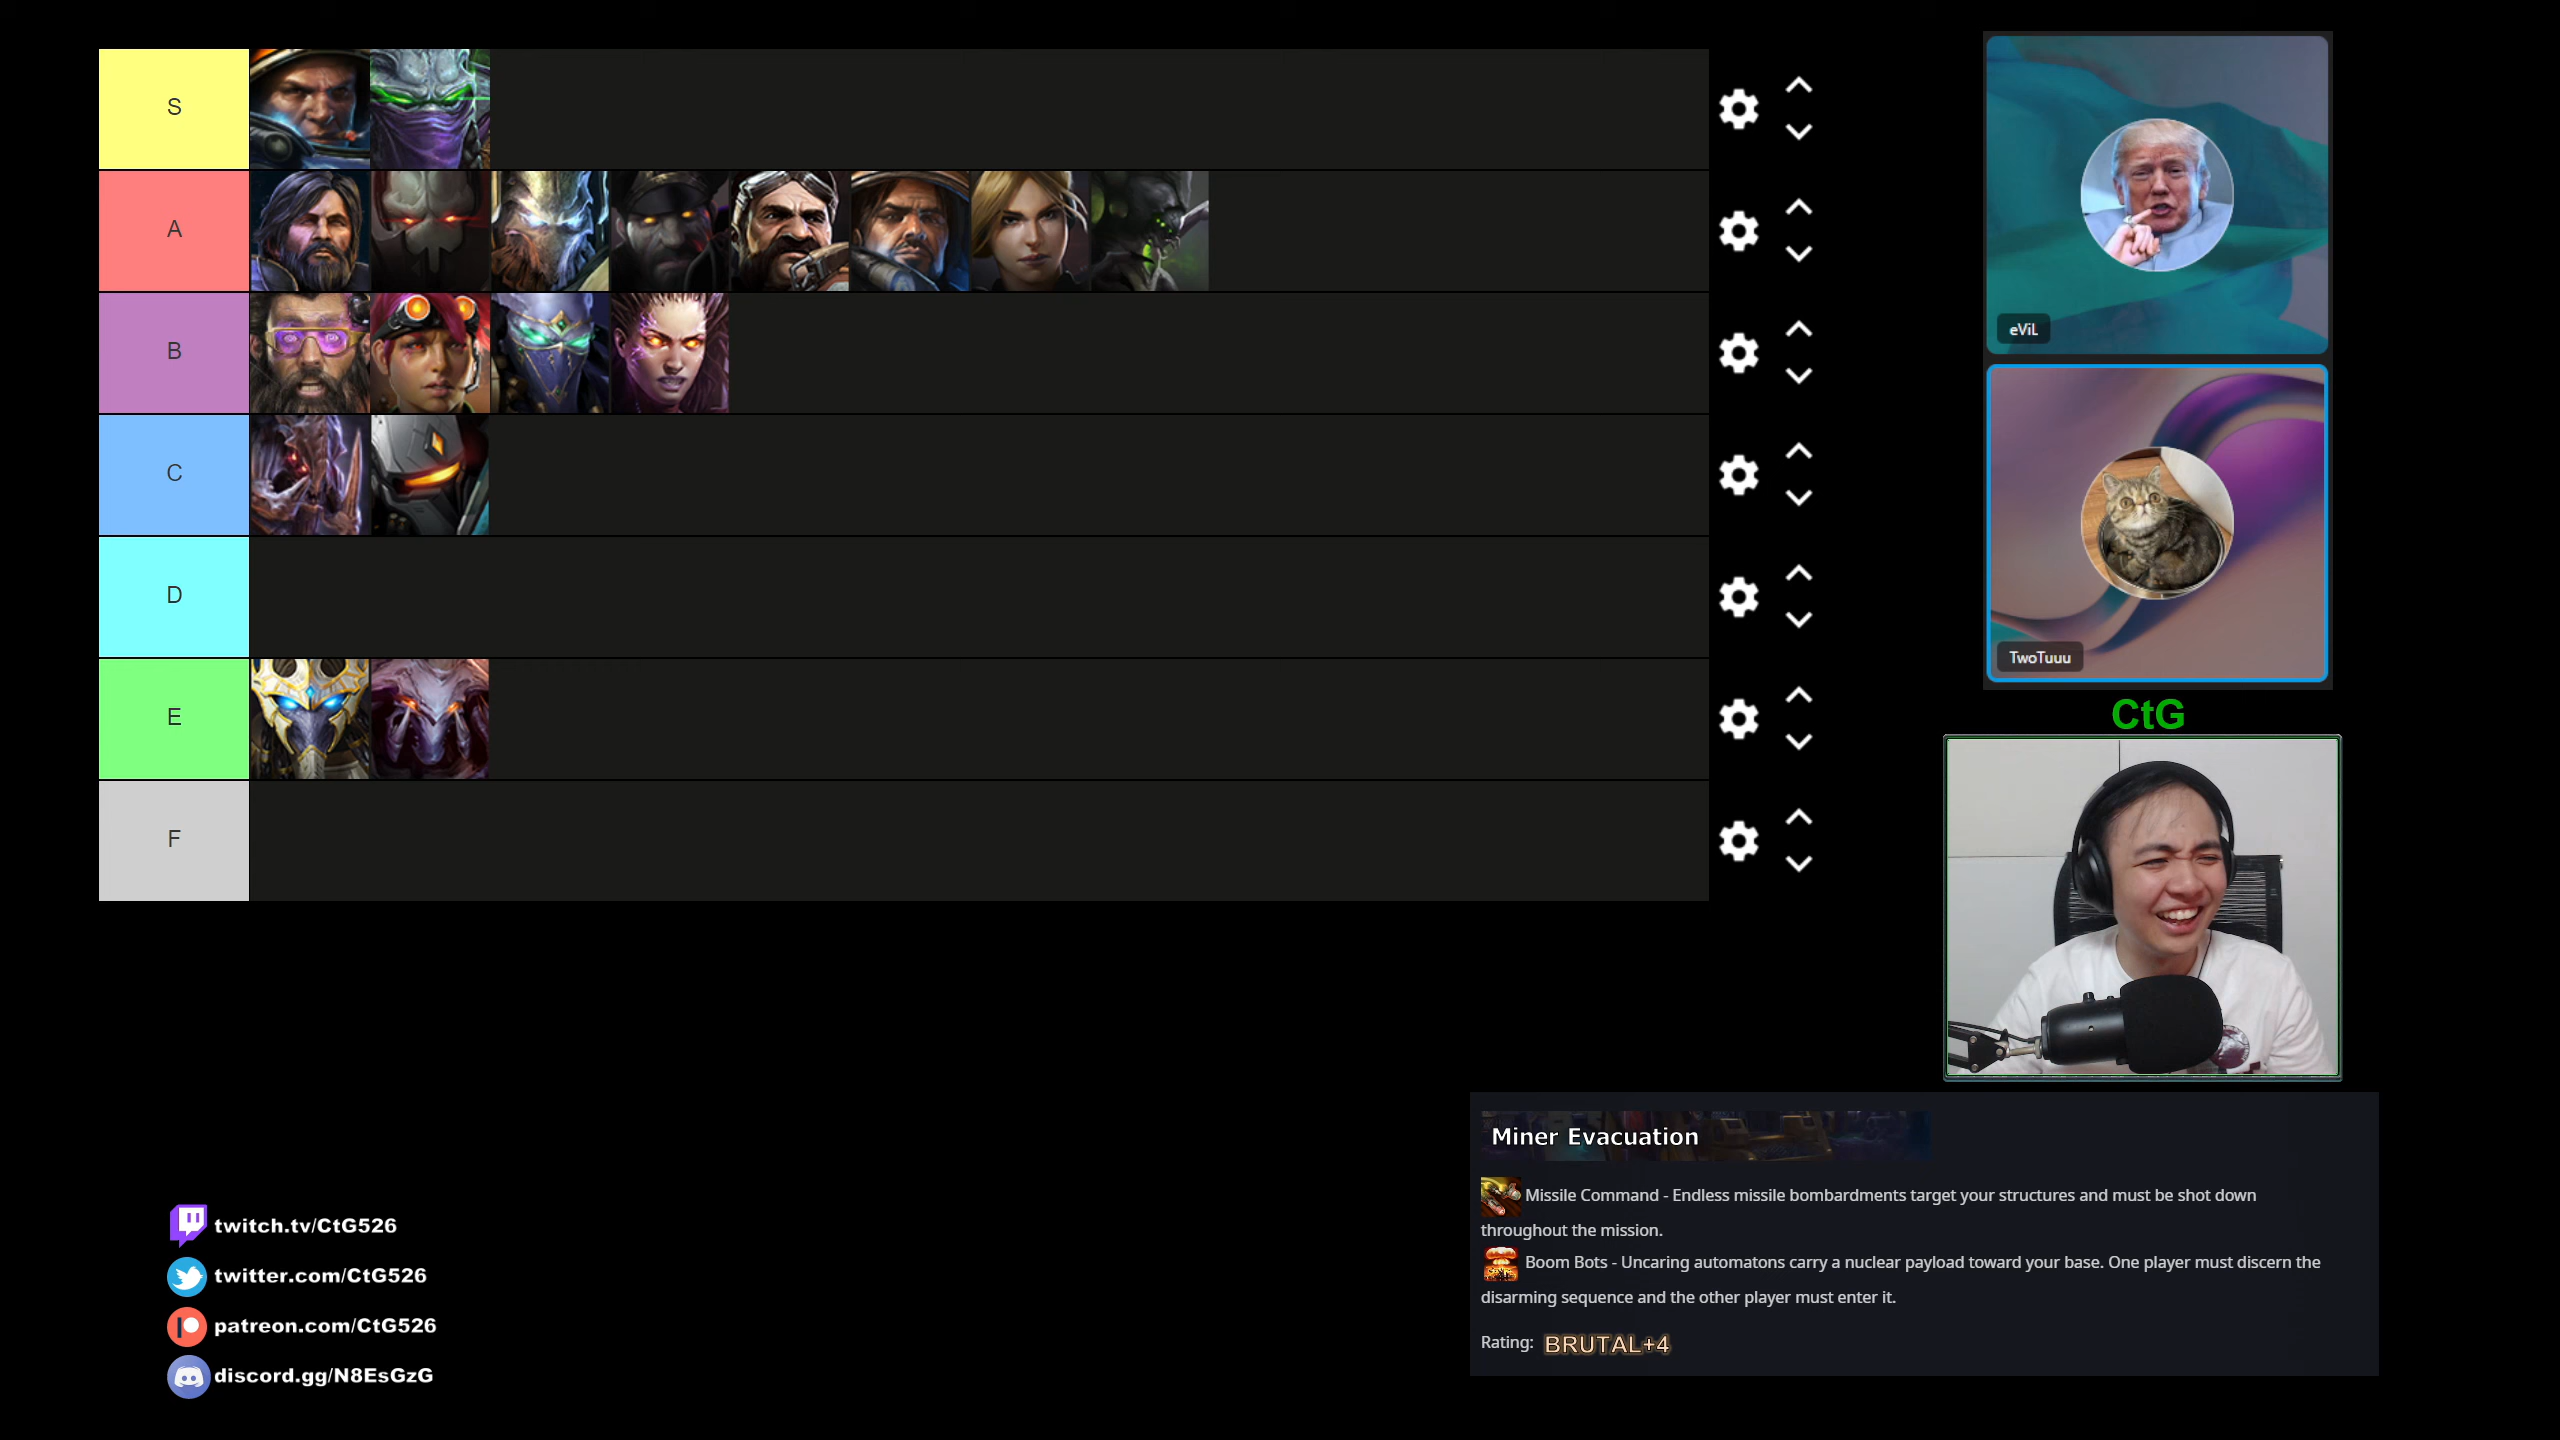 S
A
B
C
D
E
F
eViL
TwoTuuu
CtG
Miner Evacuation
Missile Command - Endless missile bombardments target your structures and must be shot down
throughout the mission.
Boom Bots - Uncaring automatons carry a nuclear payload toward your base. One player must discern the
disarming sequence and the other player must enter it.
Rating: BRUTAL+4
twitch.tv/CtG526
twitter.com/CtG526
patreon.com/CtG526
discord.gg/N8EsGzG